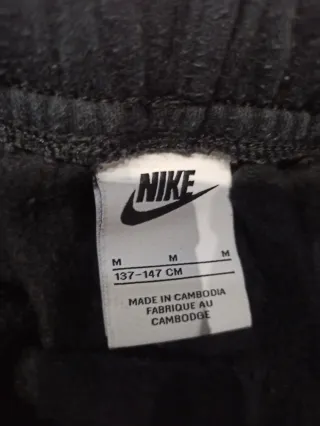 NIKE
M M M
137-147 CM
MADE IN CAMBODIA
FABRIQUE AU
CAMBODGE